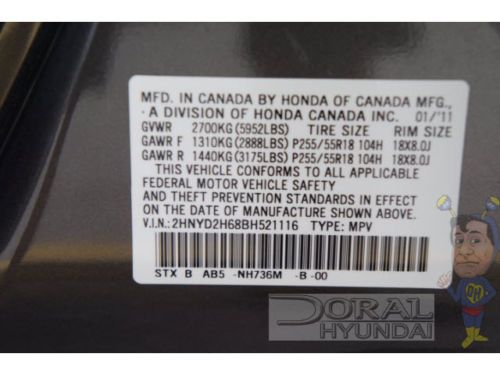 MFD. IN CANADA BY HONDA OF CANADA MFG.,
- A DIVISION OF HONDA CANADA INC. 01/'11
GVWR 2700KG (5952LBS) TIRE SIZE RIM SIZE
GAWR F 1310KG (2888LBS) P255/55R18 104H 18X8.0J
GAWR R 1440KG (3175LBS) P255/55R18 104H 18X8.0J
THIS VEHICLE CONFORMS TO ALL APPLICABLE
FEDERAL MOTOR VEHICLE SAFETY
AND THEFT PREVENTION STANDARDS IN EFFECT
ON THE DATE OF MANUFACTURE SHOWN ABOVE.
V.I.N.: 2HNYD2H68BH521116 TYPE: MPV
STX B AB5 -NH736M -B -00
DORAL
HYUNDAI
DH